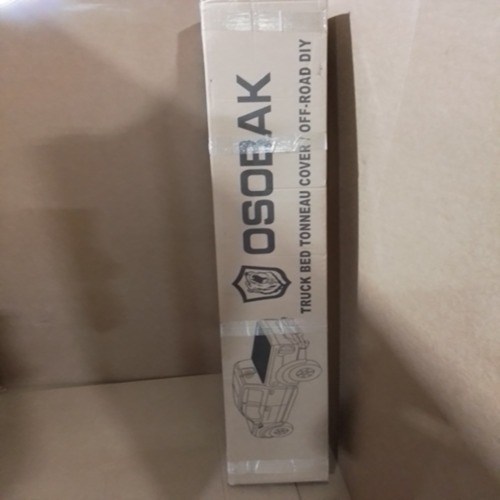 OSOEAK
TRUCK BED TONNEAU COVER / OFF-ROAD DIY